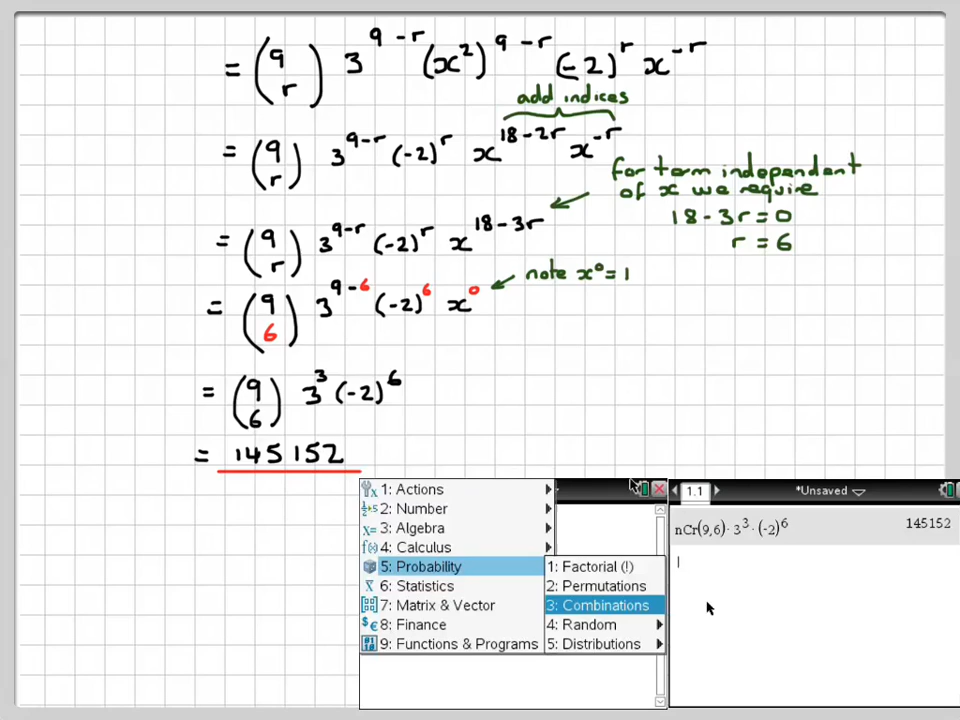 = (9 r) 3^{9-r} (x^2)^{9-r} (-2)^r x^{-r}
add indices
= (9 r) 3^{9-r} (-2)^r x^{18-2r} x^{-r}
for term independent
of x we require
18-3r=0
r = 6
= (9 r) 3^{9-r} (-2)^r x^{18-3r}
note x^0=1
= (9 6) 3^{9-6} (-2)^6 x^0
= (9 6) 3^3 (-2)^6
= 145152
1: Actions
2: Number
3: Algebra
4: Calculus
5: Probability
6: Statistics
7: Matrix & Vector
8: Finance
9: Functions & Programs
1: Factorial (!)
2: Permutations
3: Combinations
4: Random
5: Distributions
1.1
*Unsaved
nCr(9,6)·3^3·(-2)^6 145152